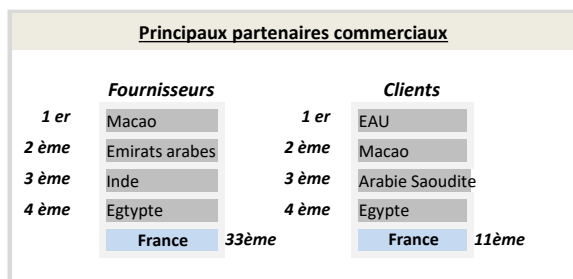 Principaux partenaires commerciaux
Fournisseurs Clients
1 er Macao 1 er EAU
2 ème Emirats arabes 2 ème Macao
3 ème Inde 3 ème Arabie Saoudite
4 ème Egtypte 4 ème Egypte
France 33ème France 11ème